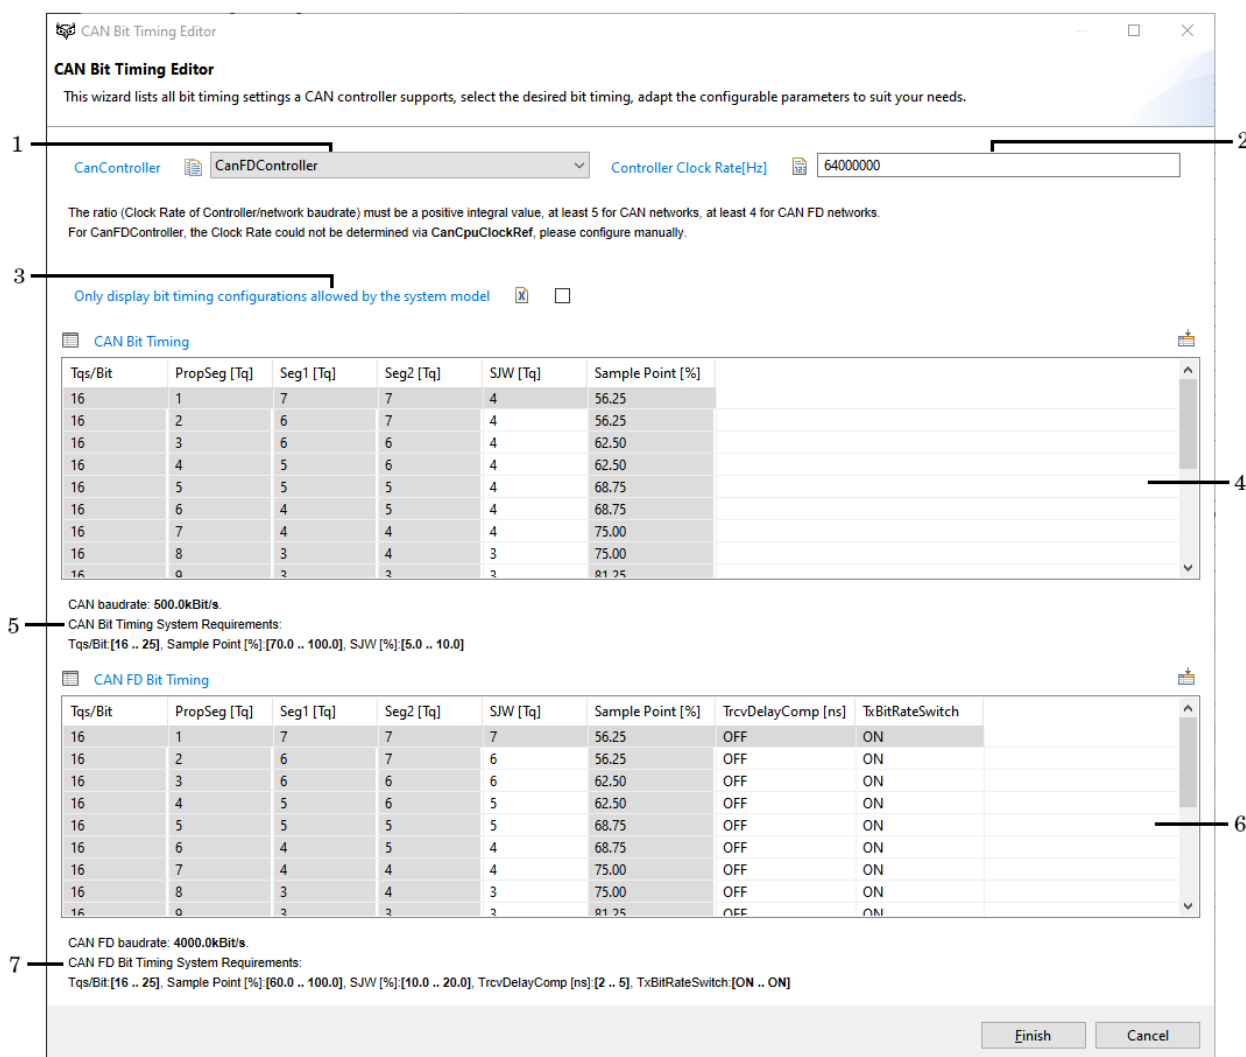 CAN Bit Timing Editor
CAN Bit Timing Editor
This wizard lists all bit timing settings a CAN controller supports, select the desired bit timing, adapt the configurable parameters to suit your needs.
1 2
CanController CanFDController Controller Clock Rate[Hz] 64000000
The ratio (Clock Rate of Controller/network baudrate) must be a positive integral value, at least 5 for CAN networks, at least 4 for CAN FD networks.
For CanFDController, the Clock Rate could not be determined via CanCpuClockRef, please configure manually.
3
Only display bit timing configurations allowed by the system model
CAN Bit Timing
Tqs/Bit PropSeg [Tq] Seg1 [Tq] Seg2 [Tq] SJW [Tq] Sample Point [%]
16 1 7 7 4 56.25
16 2 6 7 4 56.25
16 3 6 6 4 62.50
16 4 5 6 4 62.50
16 5 5 5 4 68.75
4
16 6 4 5 4 68.75
16 7 4 4 4 75.00
16 8 3 4 3 75.00
16 9 3 3 3 81.25
CAN baudrate: 500.0kBit/s.
5 CAN Bit Timing System Requirements:
Tqs/Bit:[16 .. 25], Sample Point [%]:[70.0 .. 100.0], SJW [%]:[5.0 .. 10.0]
CAN FD Bit Timing
Tqs/Bit PropSeg [Tq] Seg1 [Tq] Seg2 [Tq] SJW [Tq] Sample Point [%] TrcvDelayComp [ns] TxBitRateSwitch
16 1 7 7 7 56.25 OFF ON
16 2 6 7 6 56.25 OFF ON
16 3 6 6 6 62.50 OFF ON
16 4 5 6 5 62.50 OFF ON
16 5 5 5 5 68.75 OFF ON
6
16 6 4 5 4 68.75 OFF ON
16 7 4 4 4 75.00 OFF ON
16 8 3 4 3 75.00 OFF ON
16 9 3 3 3 81.25 OFF ON
CAN FD baudrate: 4000.0kBit/s.
7 CAN FD Bit Timing System Requirements:
Tqs/Bit:[16 .. 25], Sample Point [%]:[60.0 .. 100.0], SJW [%]:[10.0 .. 20.0], TrcvDelayComp [ns]:[2 .. 5], TxBitRateSwitch:[ON .. ON]
Finish Cancel